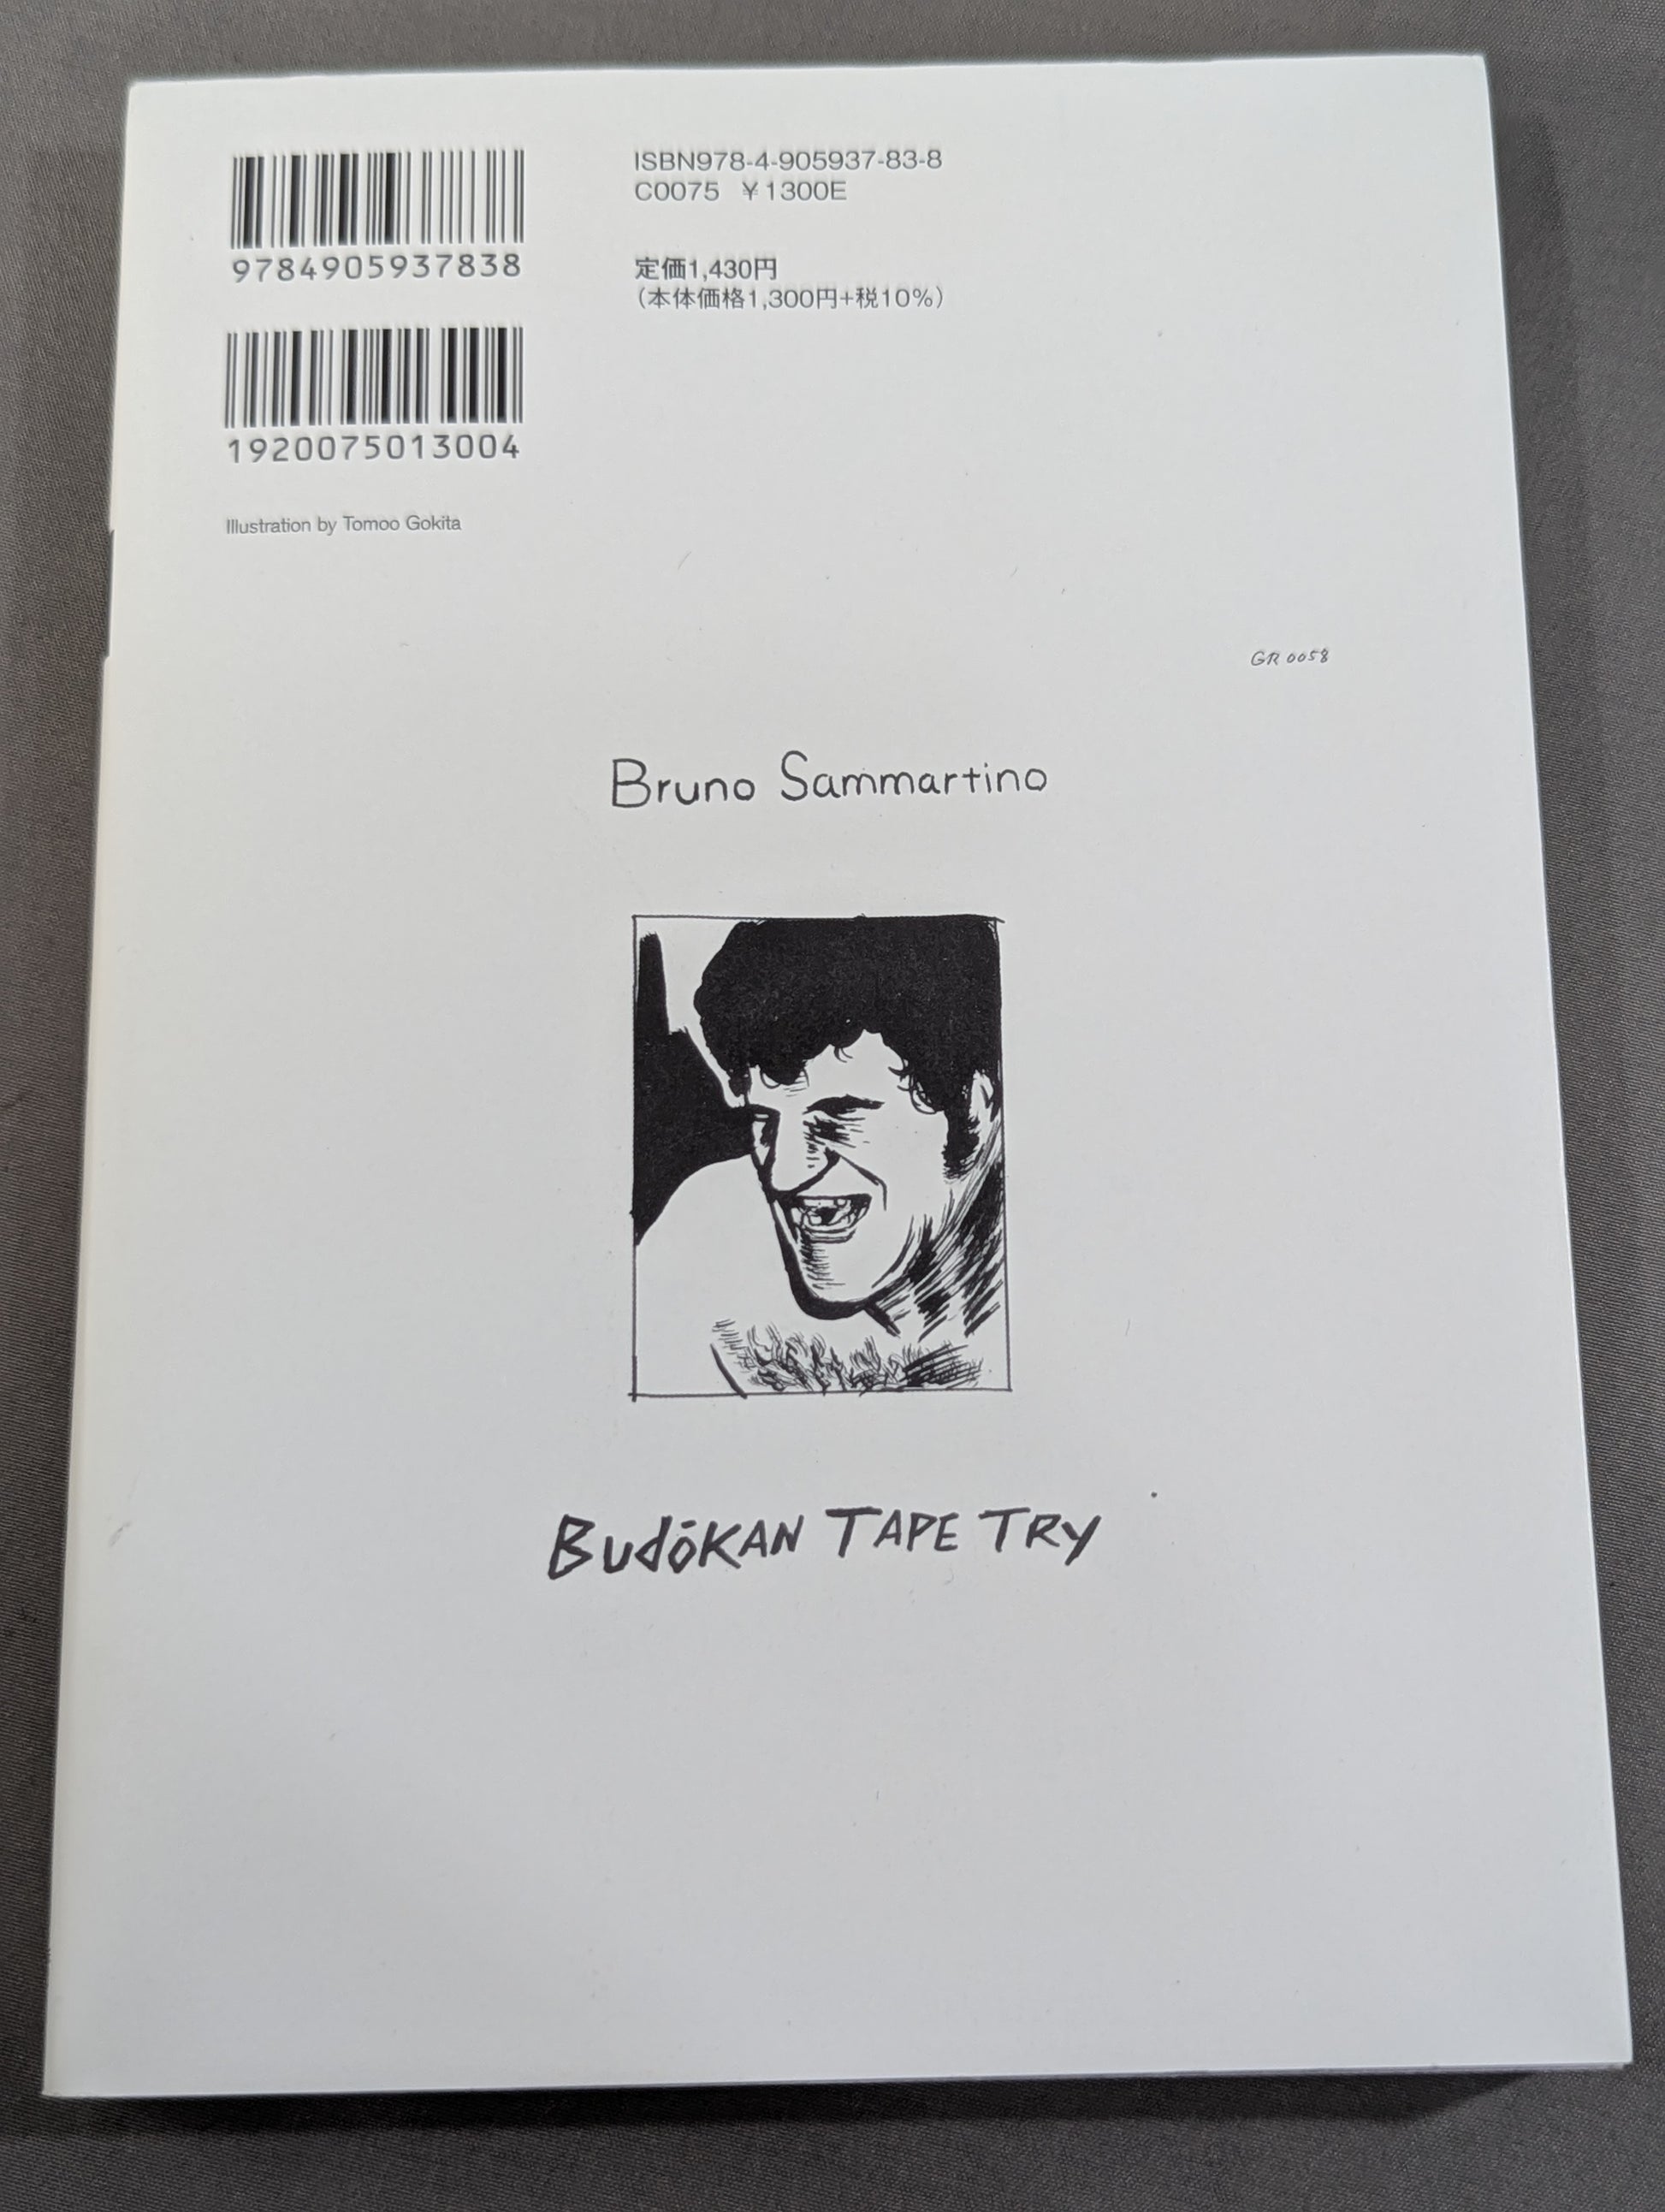 9784905937838
ISBN978-4-905937-83-8
C0075 ¥1300E
定価1,430円
（本体価格1,300円+税10%）
1920075013004
Illustration by Tomoo Gokita
GR 0058
Bruno Sammartino
BudōKAN TAPE TRY